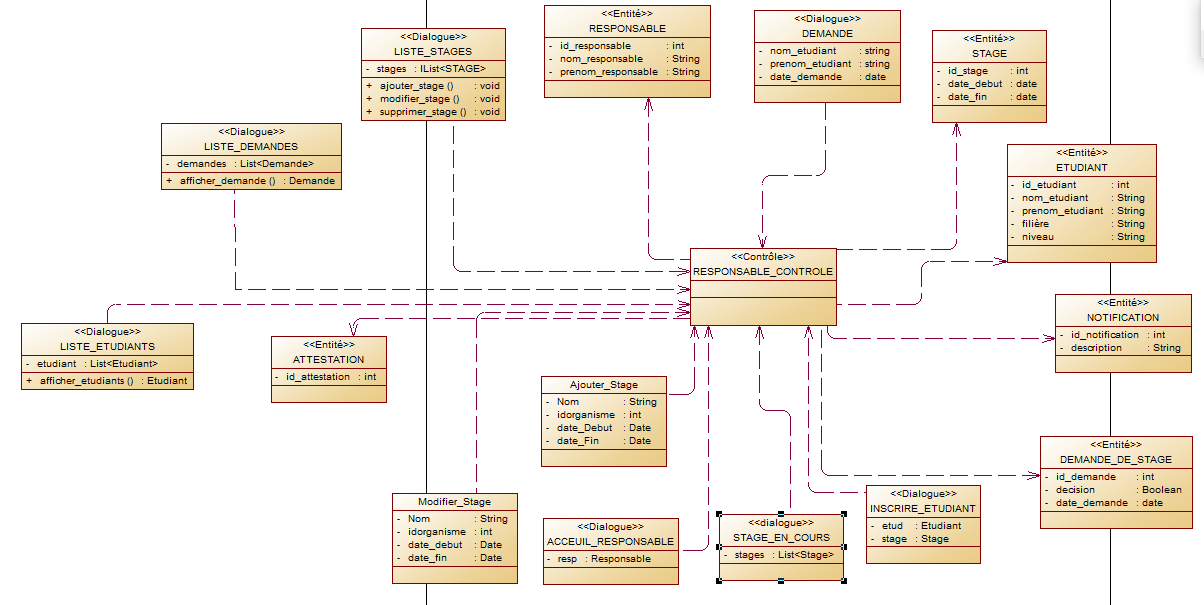 <<Dialogue>>
LISTE_STAGES
- stages : IList<STAGE>
+ ajouter_stage () : void
+ modifier_stage () : void
+ supprimer_stage () : void
<<Entité>>
RESPONSABLE
- id_responsable : int
- nom_responsable : String
- prenom_responsable : String
<<Dialogue>>
DEMANDE
- nom_etudiant : string
- prenom_etudiant : string
- date_demande : date
<<Entité>>
STAGE
- id_stage : int
- date_debut : date
- date_fin : date
<<Dialogue>>
LISTE_DEMANDES
- demandes : List<Demande>
+ afficher_demande () : Demande
<<Entité>>
ETUDIANT
- id_etudiant : int
- nom_etudiant : String
- prenom_etudiant : String
- filière : String
- niveau : String
<<Contrôle>>
RESPONSABLE_CONTROLE
<<Entité>>
NOTIFICATION
- id_notification : int
- description : String
<<Dialogue>>
LISTE_ETUDIANTS
- etudiant : List<Etudiant>
+ afficher_etudiants () : Etudiant
<<Entité>>
ATTESTATION
- id_attestation : int
Ajouter_Stage
- Nom : String
- idorganisme : int
- date_Debut : Date
- date_Fin : Date
<<Entité>>
DEMANDE_DE_STAGE
- id_demande : int
- decision : Boolean
- date_demande : date
Modifier_Stage
- Nom : String
- idorganisme : int
- date_debut : Date
- date_fin : Date
<<Dialogue>>
ACCEUIL_RESPONSABLE
- resp : Responsable
<<dialogue>>
STAGE_EN_COURS
- stages : List<Stage>
<<Dialogue>>
INSCRIRE_ETUDIANT
- etud : Etudiant
- stage : Stage